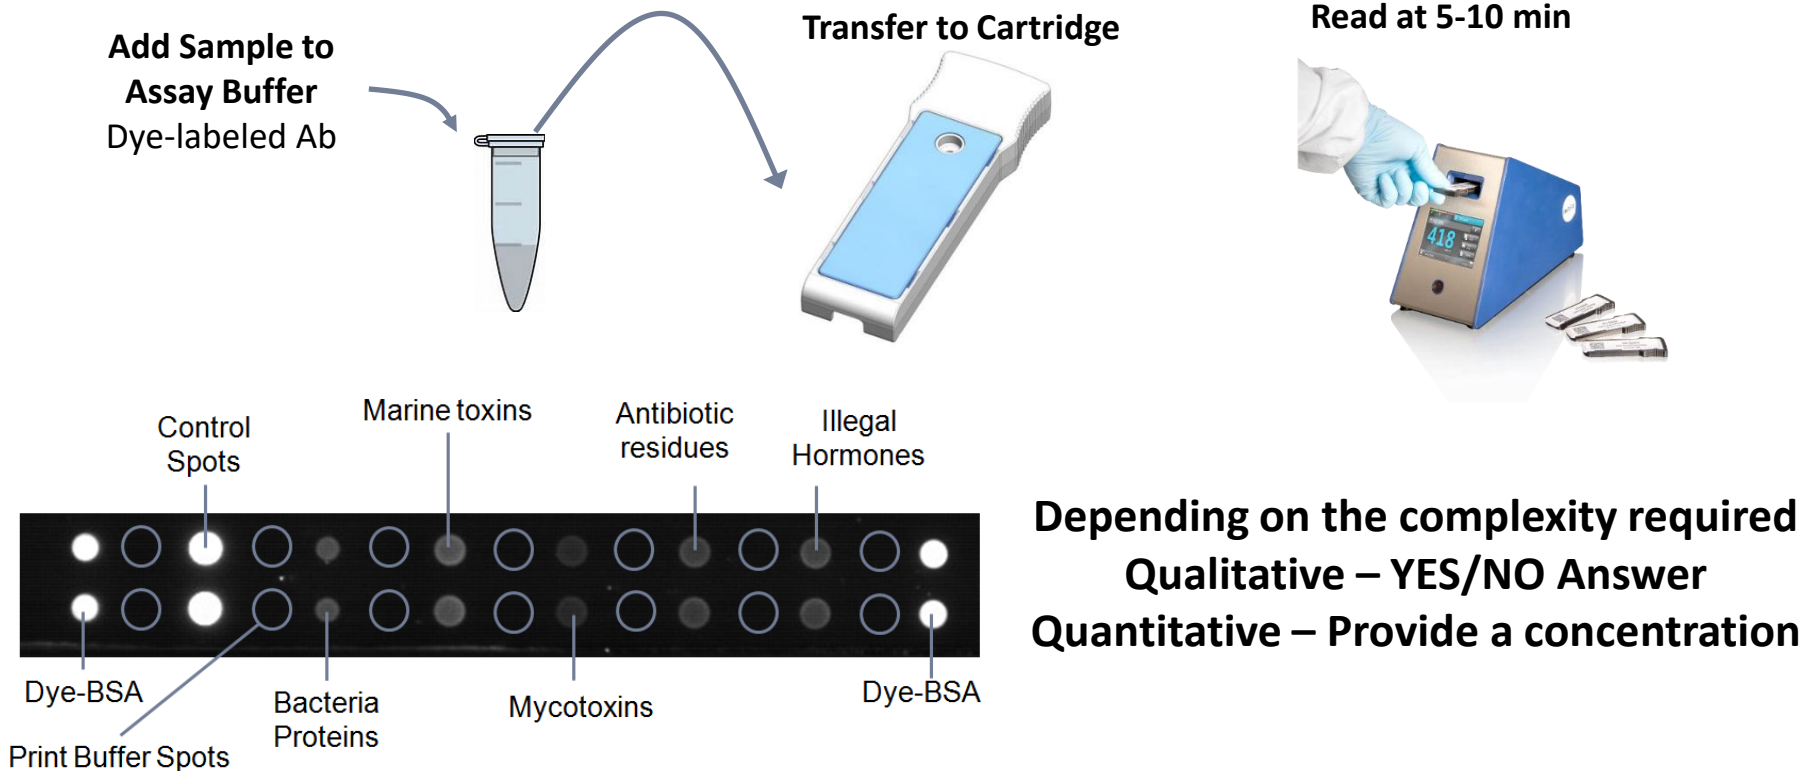 Add Sample to
Assay Buffer
Dye-labeled Ab
Transfer to Cartridge
Read at 5-10 min
418
Control
Spots
Marine toxins
Antibiotic
residues
Illegal
Hormones
Dye-BSA
Print Buffer Spots
Bacteria
Proteins
Mycotoxins
Dye-BSA
Depending on the complexity required
Qualitative – YES/NO Answer
Quantitative – Provide a concentration